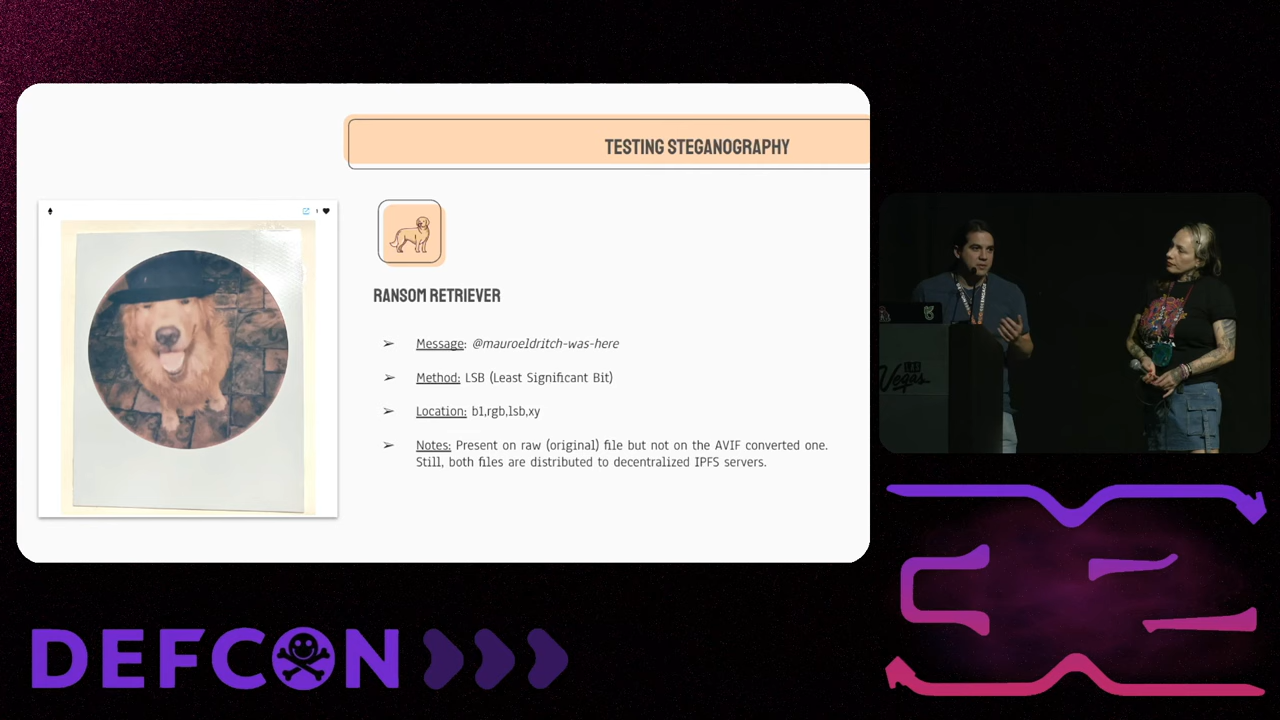 TESTING STEGANOGRAPHY
RANSOM RETRIEVER
➢ Message: @mauroeldritch-was-here
➢ Method: LSB (Least Significant Bit)
➢ Location: b1,rgb,lsb,xy
➢ Notes: Present on raw (original) file but not on the AVIF converted one.
Still, both files are distributed to decentralized IPFS servers.
Vegas
DEFCON